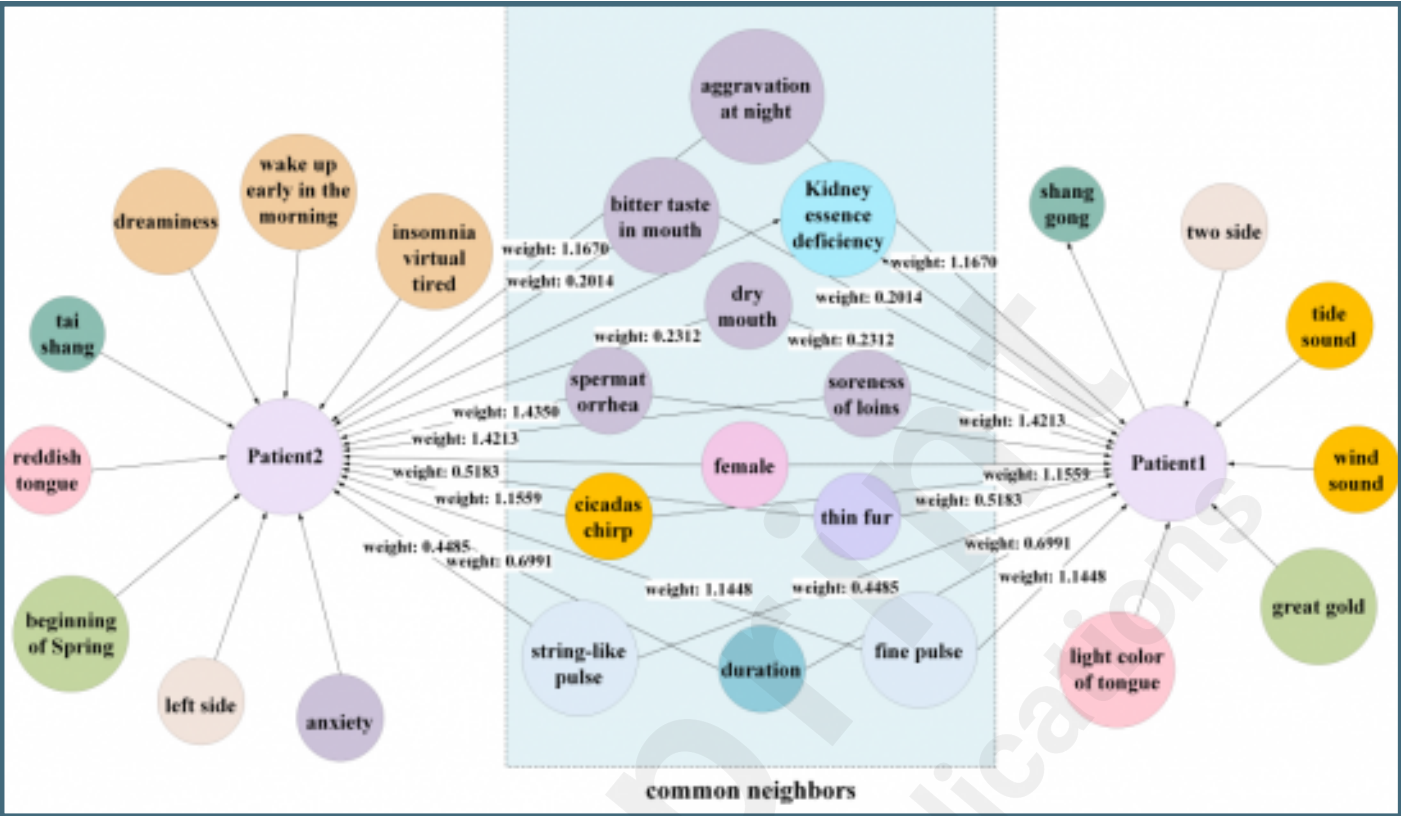 aggravation
at night
wake up
early in the
morning
dreaminess
insomnia
virtual
tired
bitter taste
in mouth
Kidney
essence
deficiency
shang
gong
two side
weight: 1.1670
weight: 0.2014
weight: 1.1670
weight: 0.2014
tai
shang
dry
mouth
tide
sound
weight: 0.2312
weight: 0.2312
spermat
orrhea
soreness
of loins
weight: 1.4350
weight: 1.4213
weight: 1.4213
reddish
tongue
Patient2
female
Patient1
wind
sound
weight: 0.5183
weight: 1.1559
weight: 1.1559
weight: 0.5183
cicadas
chirp
thin fur
weight: 0.4485
weight: 0.6991
weight: 0.6991
weight: 1.1448
weight: 1.1448
weight: 0.4485
beginning
of Spring
great gold
string-like
pulse
duration
fine pulse
light color
of tongue
left side
anxiety
common neighbors